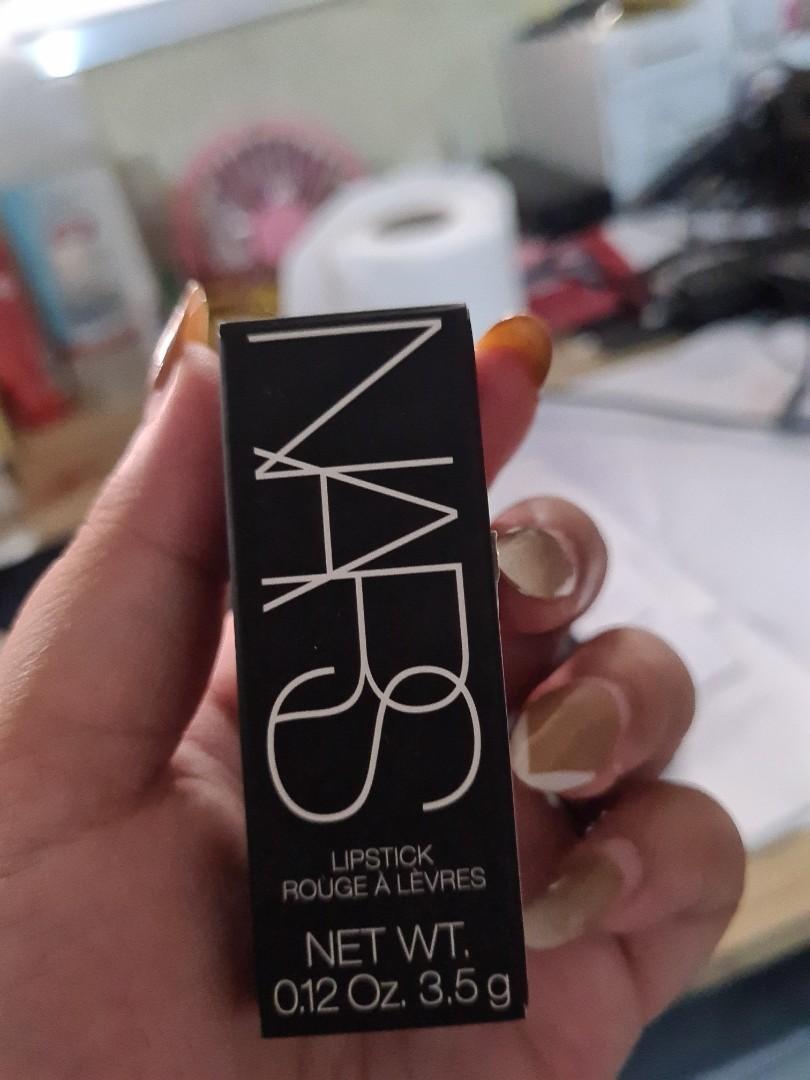 NARS
LIPSTICK
ROUGE À LÈVRES
NET WT.
0.12 Oz. 3.5 g